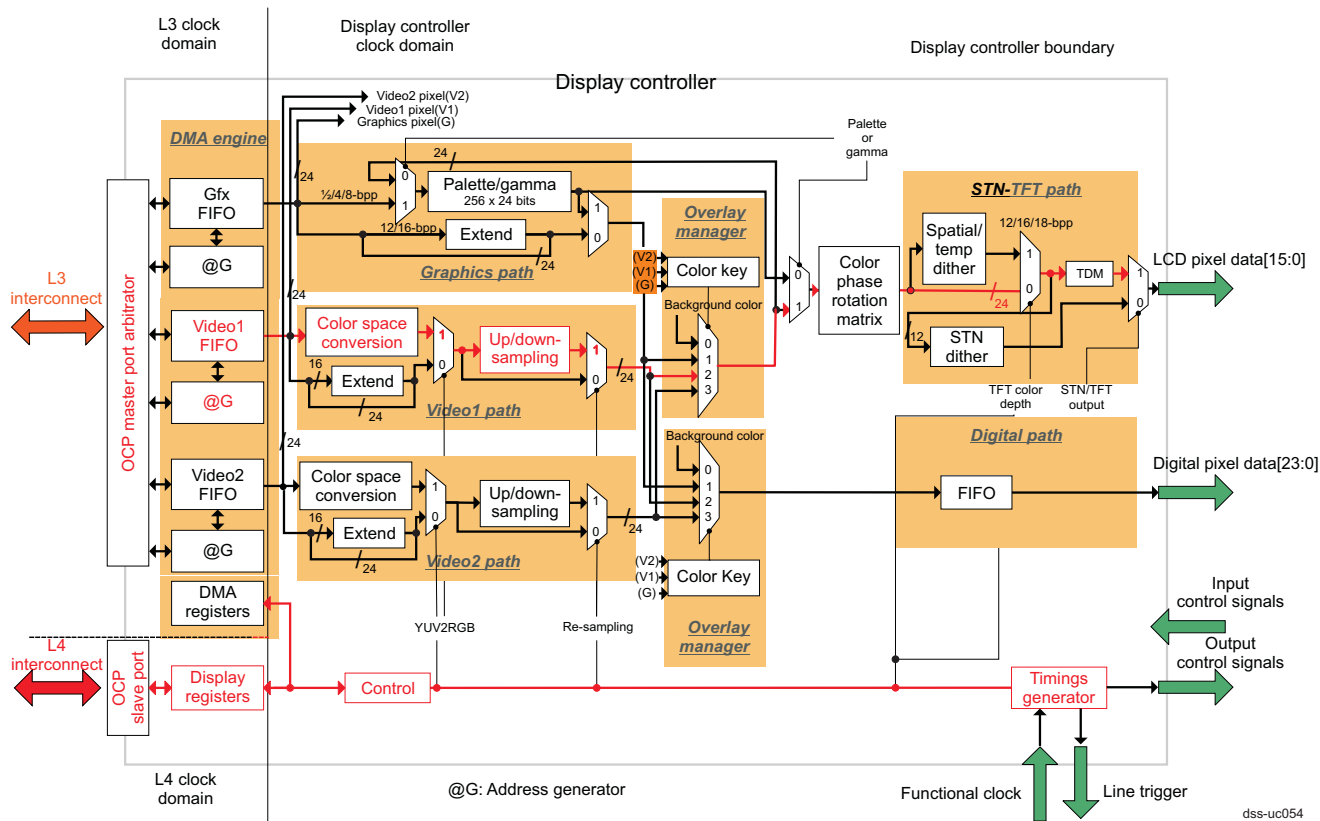 L3 clock
domain
Display controller
clock domain
Display controller boundary
Display controller
Video2 pixel(V2)
Video1 pixel(V1)
Graphics pixel(G)
Palette
or
gamma
DMA engine
24
24
Gfx
FIFO
½/4/8-bpp
0
1
Palette/gamma
256 x 24 bits
1
0
12/16-bpp
Extend
24
Graphics path
@G
OCP master port arbitrator
L3
interconnect
Overlay
manager
(V2)
(V1)
(G)
Color key
Background color
0
1
2
3
0
1
Color
phase
rotation
matrix
STN-TFT path
Spatial/
temp
dither
12/16/18-bpp
1
0
TDM
1
0
24
12
STN
dither
TFT color
depth
STN/TFT
output
LCD pixel data[15:0]
24
Video1
FIFO
@G
Color space
conversion
1
0
Up/down-
sampling
1
0
24
16
Extend
24
Video1 path
24
Video2
FIFO
@G
Color space
conversion
1
0
Up/down-
sampling
1
0
24
16
Extend
24
Video2 path
Background color
0
1
2
3
(V2)
(V1)
(G)
Color Key
Overlay
manager
Digital path
FIFO
Digital pixel data[23:0]
DMA
registers
YUV2RGB
Re-sampling
Input
control signals
Output
control signals
L4
interconnect
OCP
slave port
Display
registers
Control
Timings
generator
L4 clock
domain
@G: Address generator
Functional clock
Line trigger
dss-uc054